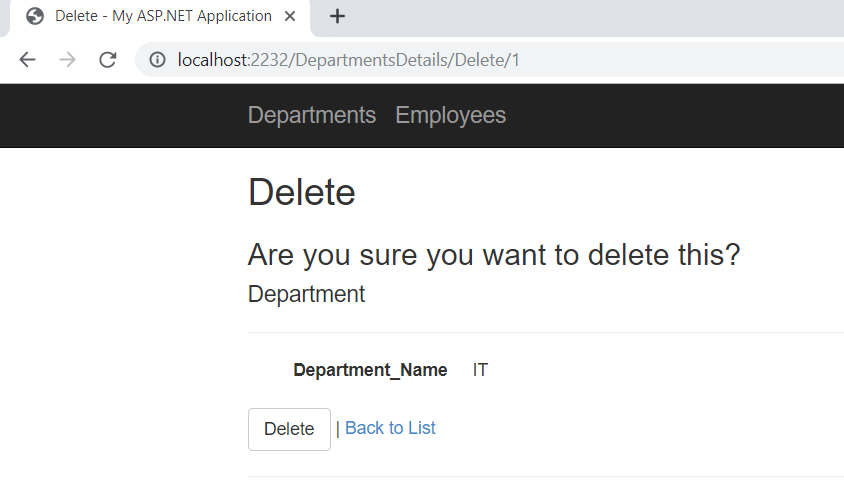 Delete - My ASP.NET Application
localhost:2232/DepartmentsDetails/Delete/1
Departments Employees
Delete
Are you sure you want to delete this?
Department
Department_Name IT
Delete | Back to List